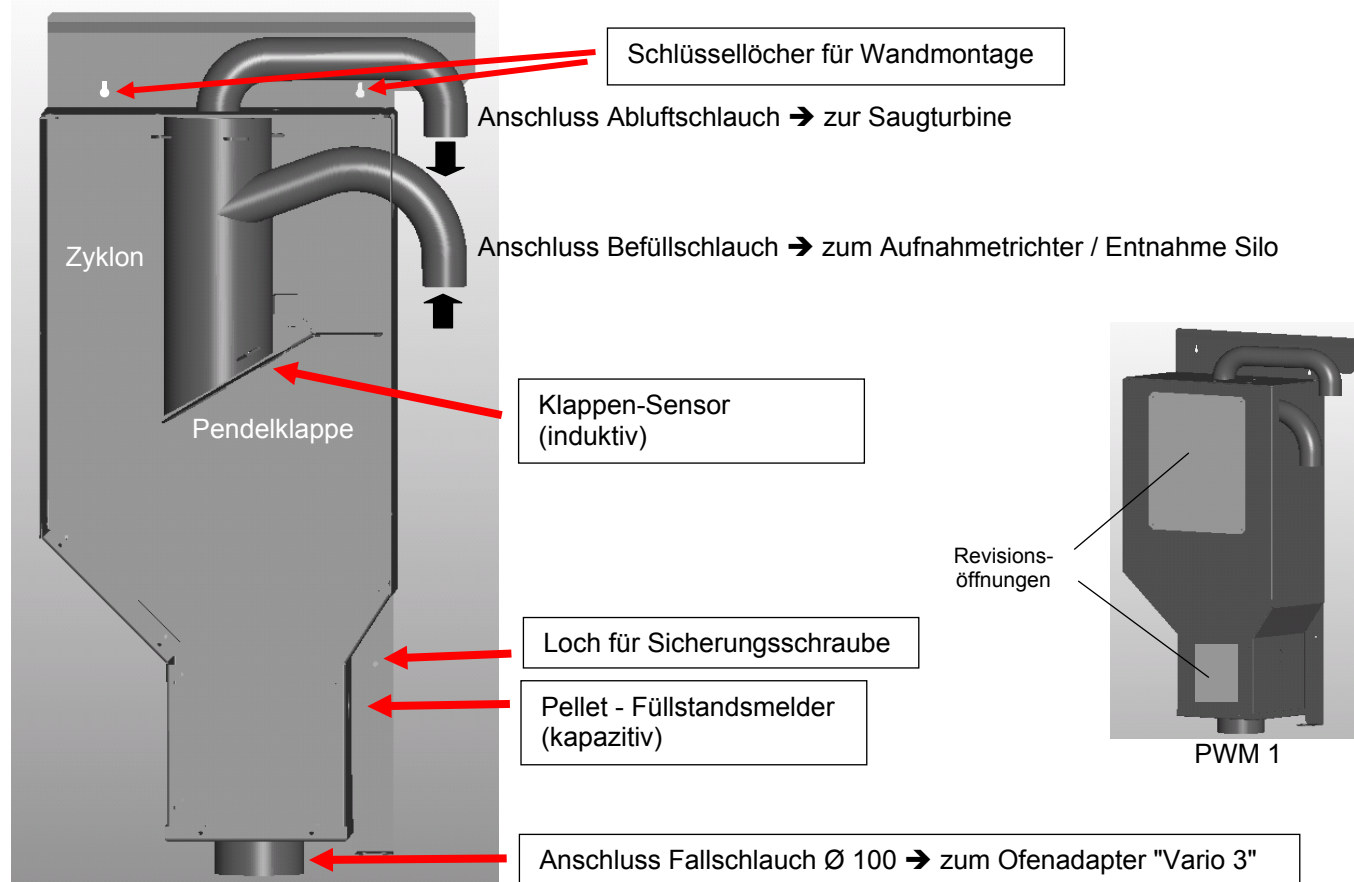 Schlüssellöcher für Wandmontage
Anschluss Abluftschlauch ➔ zur Saugturbine
Zyklon
Anschluss Befüllschlauch ➔ zum Aufnahmetrichter / Entnahme Silo
Klappen-Sensor
(induktiv)
Pendelklappe
Revisions-
öffnungen
Loch für Sicherungsschraube
Pellet - Füllstandsmelder
(kapazitiv)
PWM 1
Anschluss Fallschlauch Ø 100 ➔ zum Ofenadapter "Vario 3"